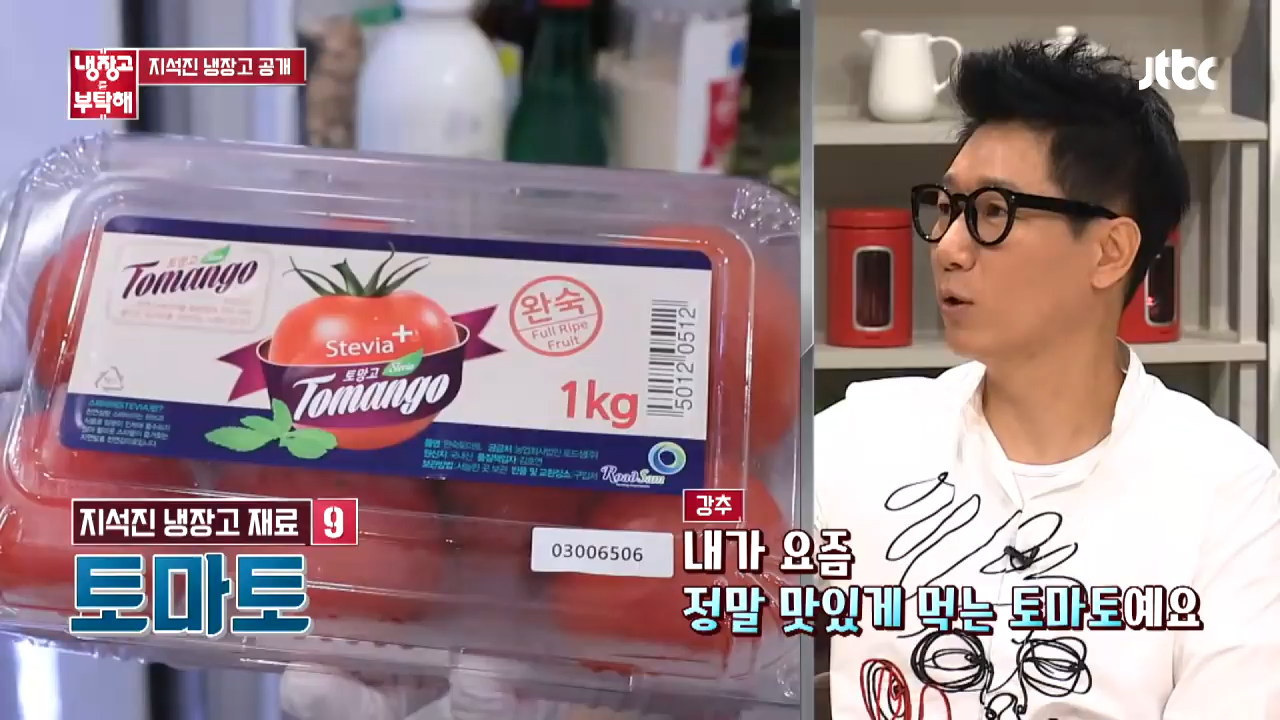 냉장고
부탁해
지석진 냉장고 공개
jtbc
토망고
Tomango
Stevia+
토망고 Stevia
Tomango
완숙
Full Ripe
Fruit
1kg
5012 0512
RoadSam
03006506
지석진 냉장고 재료 9
토마토
강추
내가 요즘
정말 맛있게 먹는 토마토예요